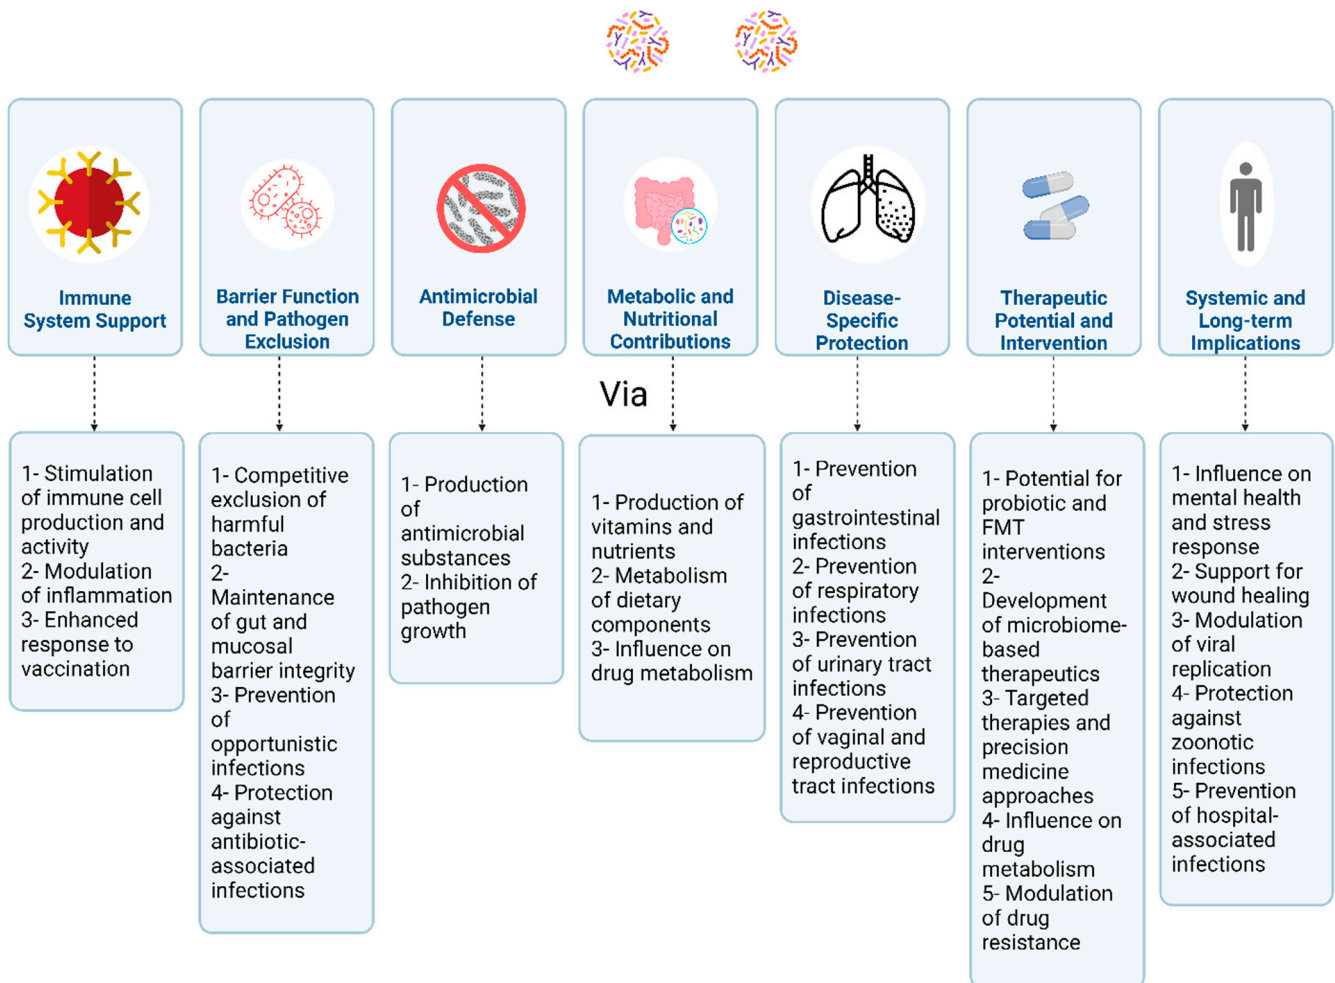 Immune
System Support
Barrier Function
and Pathogen
Exclusion
Antimicrobial
Defense
Metabolic and
Nutritional
Contributions
Disease-
Specific
Protection
Therapeutic
Potential and
Intervention
Systemic and
Long-term
Implications
Via
1- Stimulation
of immune cell
production and
activity
2- Modulation
of inflammation
3- Enhanced
response to
vaccination
1- Competitive
exclusion of
harmful
bacteria
2-
Maintenance
of gut and
mucosal
barrier integrity
3- Prevention
of
opportunistic
infections
4- Protection
against
antibiotic-
associated
infections
1- Production
of
antimicrobial
substances
2- Inhibition of
pathogen
growth
1- Production of
vitamins and
nutrients
2- Metabolism
of dietary
components
3- Influence on
drug metabolism
1- Prevention
of
gastrointestinal
infections
2- Prevention
of respiratory
infections
3- Prevention
of urinary tract
infections
4- Prevention
of vaginal and
reproductive
tract infections
1- Potential for
probiotic and
FMT
interventions
2-
Development
of microbiome-
based
therapeutics
3- Targeted
therapies and
precision
medicine
approaches
4- Influence on
drug
metabolism
5- Modulation
of drug
resistance
1- Influence on
mental health
and stress
response
2- Support for
wound healing
3- Modulation
of viral
replication
4- Protection
against
zoonotic
infections
5- Prevention
of hospital-
associated
infections